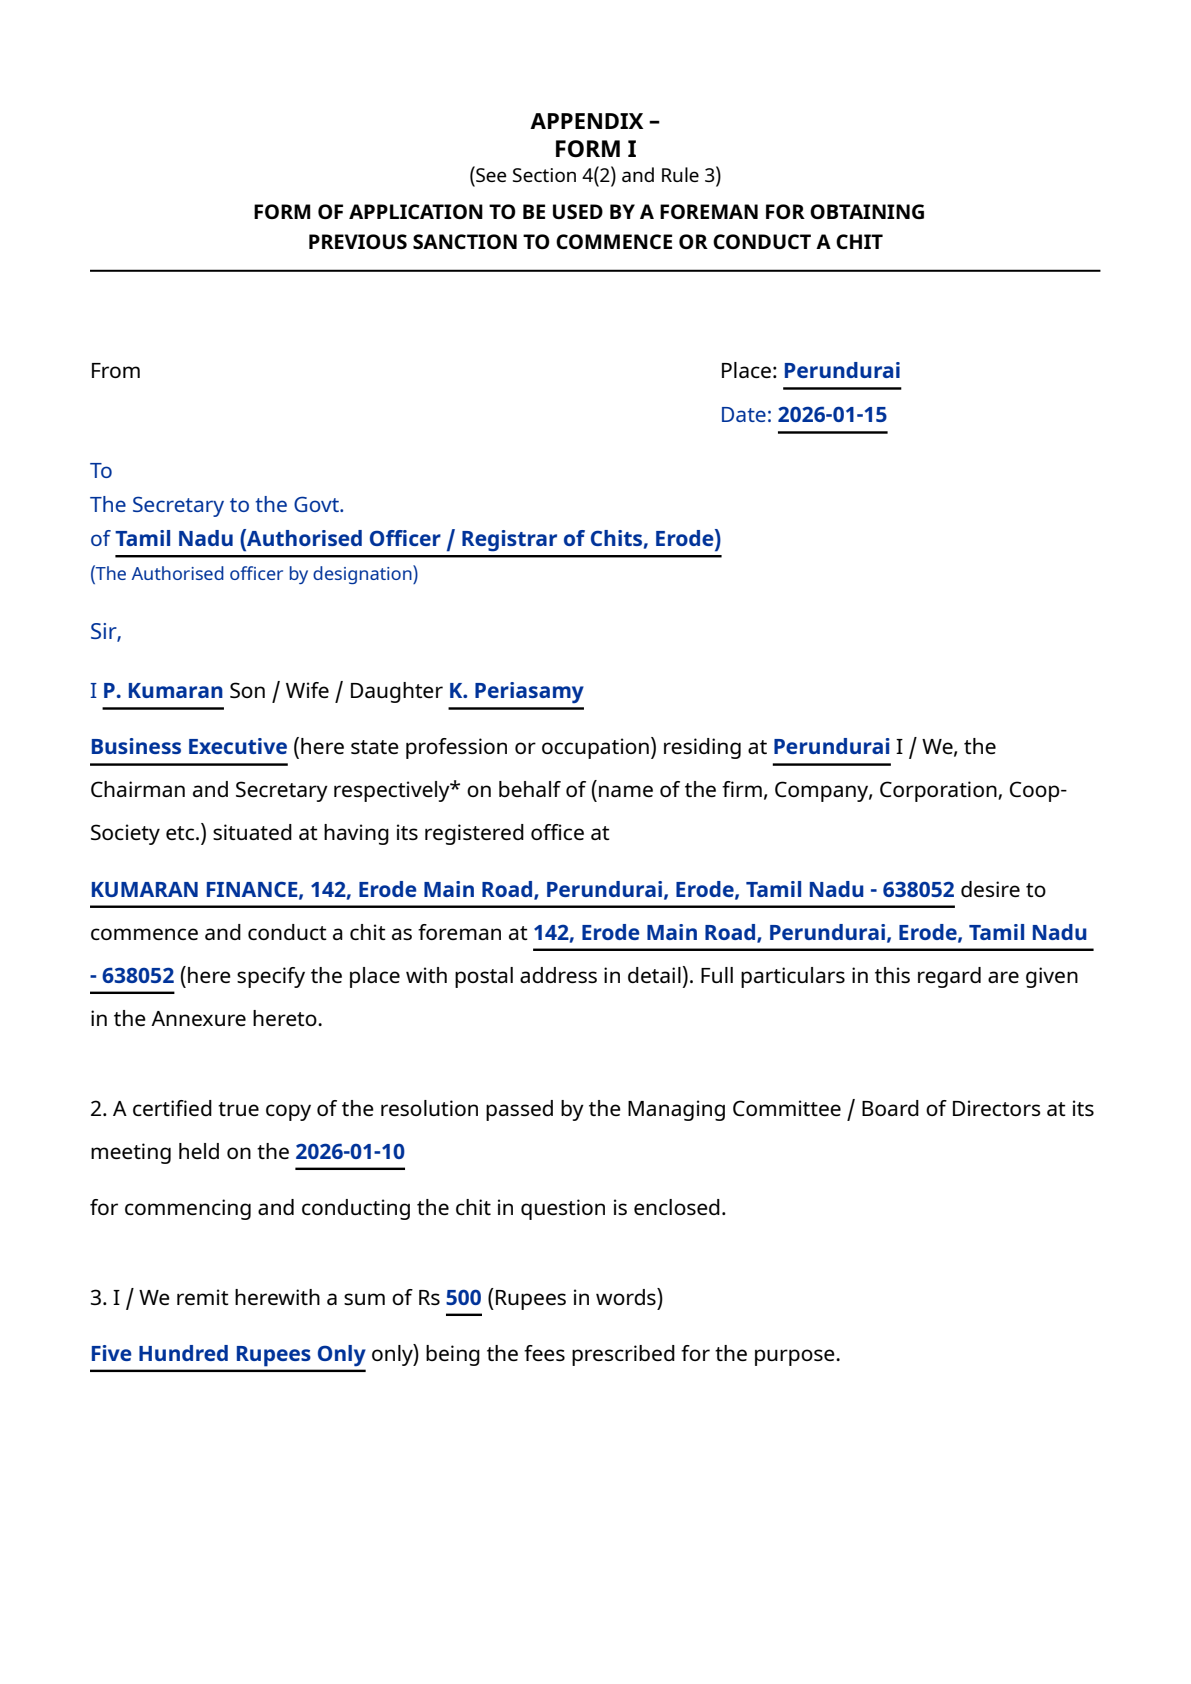 APPENDIX –
FORM I
(See Section 4(2) and Rule 3)
FORM OF APPLICATION TO BE USED BY A FOREMAN FOR OBTAINING
PREVIOUS SANCTION TO COMMENCE OR CONDUCT A CHIT
From
Place: Perundurai
Date: 2026-01-15
To
The Secretary to the Govt.
of Tamil Nadu (Authorised Officer / Registrar of Chits, Erode)
(The Authorised officer by designation)
Sir,
I P. Kumaran Son / Wife / Daughter K. Periasamy
Business Executive (here state profession or occupation) residing at Perundurai I / We, the
Chairman and Secretary respectively* on behalf of (name of the firm, Company, Corporation, Coop-
Society etc.) situated at having its registered office at
KUMARAN FINANCE, 142, Erode Main Road, Perundurai, Erode, Tamil Nadu - 638052 desire to
commence and conduct a chit as foreman at 142, Erode Main Road, Perundurai, Erode, Tamil Nadu
- 638052 (here specify the place with postal address in detail). Full particulars in this regard are given
in the Annexure hereto.
2. A certified true copy of the resolution passed by the Managing Committee / Board of Directors at its
meeting held on the 2026-01-10
for commencing and conducting the chit in question is enclosed.
3. I / We remit herewith a sum of Rs 500 (Rupees in words)
Five Hundred Rupees Only only) being the fees prescribed for the purpose.